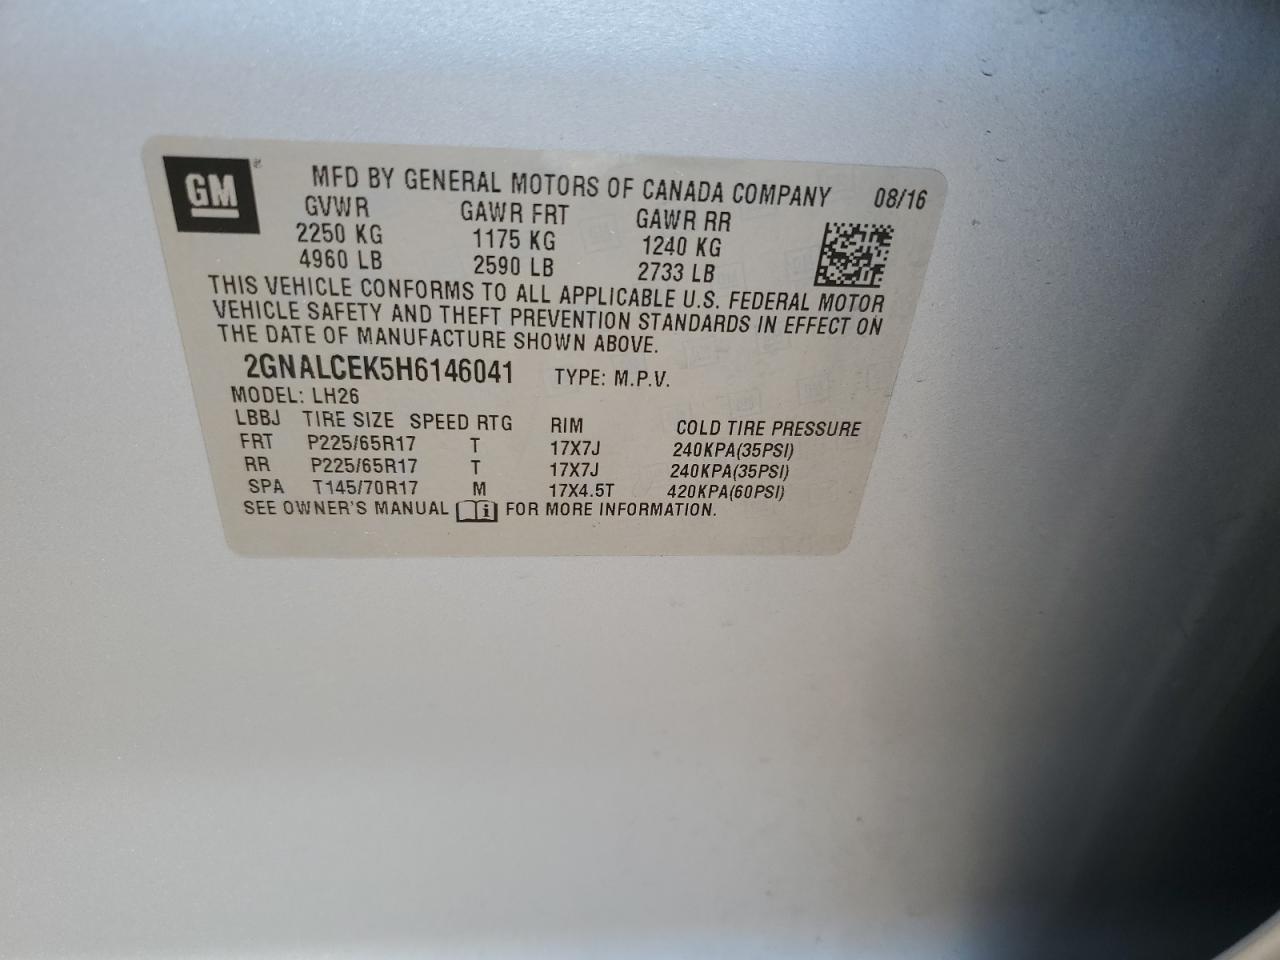 GM ® MFD BY GENERAL MOTORS OF CANADA COMPANY 08/16
GVWR GAWR FRT GAWR RR
2250 KG 1175 KG 1240 KG
4960 LB 2590 LB 2733 LB
THIS VEHICLE CONFORMS TO ALL APPLICABLE U.S. FEDERAL MOTOR
VEHICLE SAFETY AND THEFT PREVENTION STANDARDS IN EFFECT ON
THE DATE OF MANUFACTURE SHOWN ABOVE.
2GNALCEK5H6146041 TYPE: M.P.V.
MODEL: LH26
LBBJ TIRE SIZE SPEED RTG RIM COLD TIRE PRESSURE
FRT P225/65R17 T 17X7J 240KPA(35PSI)
RR P225/65R17 T 17X7J 240KPA(35PSI)
SPA T145/70R17 M 17X4.5T 420KPA(60PSI)
SEE OWNER'S MANUAL i FOR MORE INFORMATION.